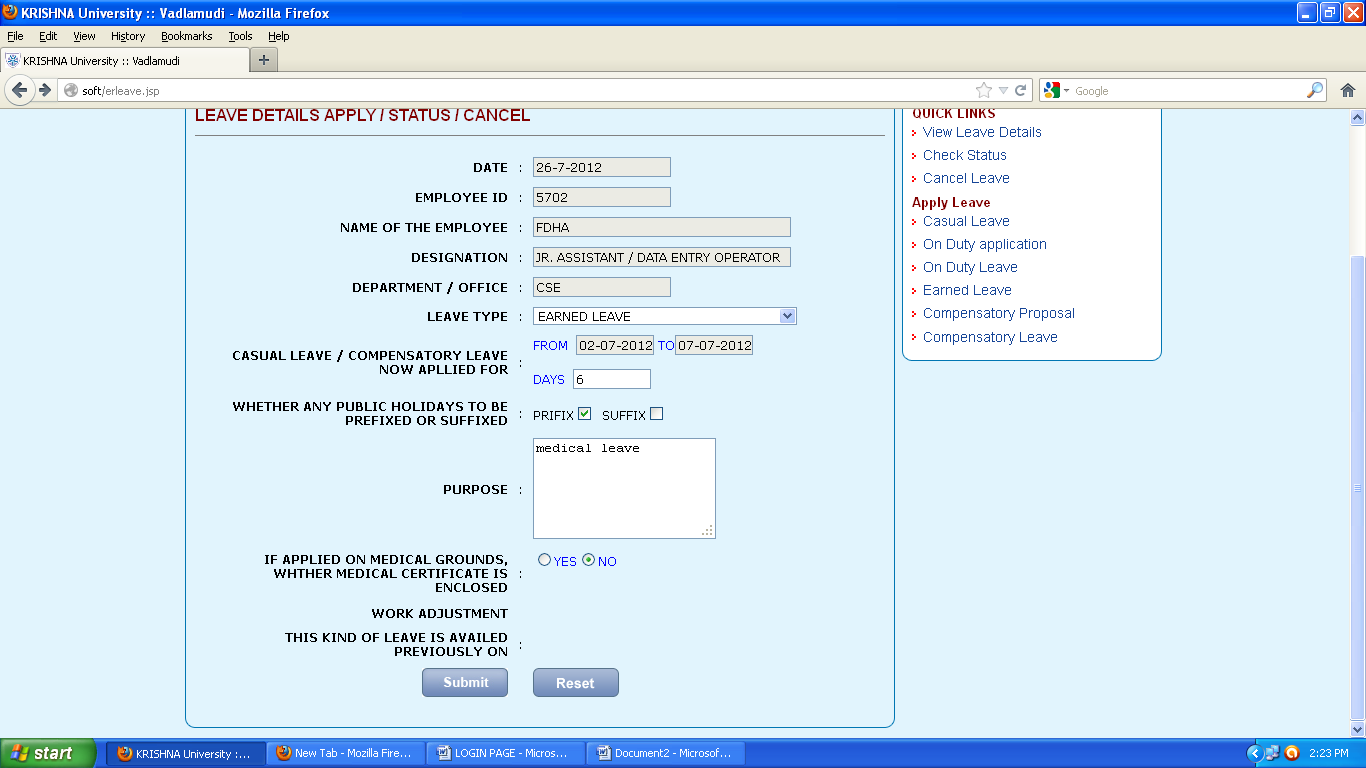 KRISHNA University :: Vadlamudi - Mozilla Firefox
File Edit View History Bookmarks Tools Help
KRISHNA University :: Vadlamudi
soft/erleave.jsp
Google
LEAVE DETAILS APPLY / STATUS / CANCEL
DATE : 26-7-2012
EMPLOYEE ID : 5702
NAME OF THE EMPLOYEE : FDHA
DESIGNATION : JR. ASSISTANT / DATA ENTRY OPERATOR
DEPARTMENT / OFFICE : CSE
LEAVE TYPE : EARNED LEAVE
CASUAL LEAVE / COMPENSATORY LEAVE
NOW APLLIED FOR :
FROM 02-07-2012 TO 07-07-2012
DAYS 6
WHETHER ANY PUBLIC HOLIDAYS TO BE
PREFIXED OR SUFFIXED :
PRIFIX SUFFIX
PURPOSE :
medical leave
IF APPLIED ON MEDICAL GROUNDS,
WHTHER MEDICAL CERTIFICATE IS
ENCLOSED :
YES NO
WORK ADJUSTMENT
THIS KIND OF LEAVE IS AVAILED
PREVIOUSLY ON :
Submit Reset
QUICK LINKS
View Leave Details
Check Status
Cancel Leave
Apply Leave
Casual Leave
On Duty application
On Duty Leave
Earned Leave
Compensatory Proposal
Compensatory Leave
start
KRISHNA University :...
New Tab - Mozilla Fire...
LOGIN PAGE - Micros...
Document2 - Microsof...
2:23 PM